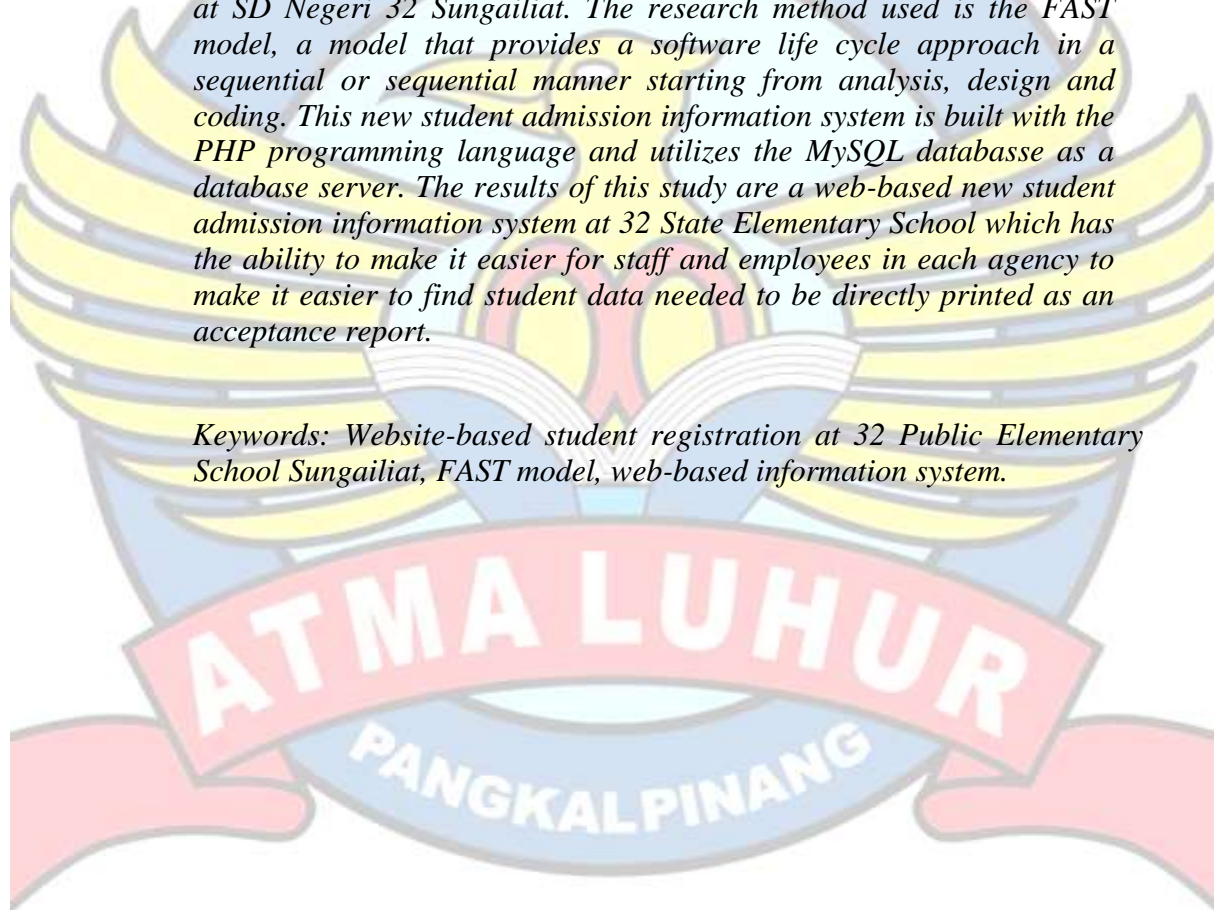 at SD Negeri 32 Sungailiat. The research method used is the FAST
model, a model that provides a software life cycle approach in a
sequential or sequential manner starting from analysis, design and
coding. This new student admission information system is built with the
PHP programming language and utilizes the MySQL databasse as a
database server. The results of this study are a web-based new student
admission information system at 32 State Elementary School which has
the ability to make it easier for staff and employees in each agency to
make it easier to find student data needed to be directly printed as an
acceptance report.
Keywords: Website-based student registration at 32 Public Elementary
School Sungailiat, FAST model, web-based information system.
ATMA LUHUR
PANGKALPINANG